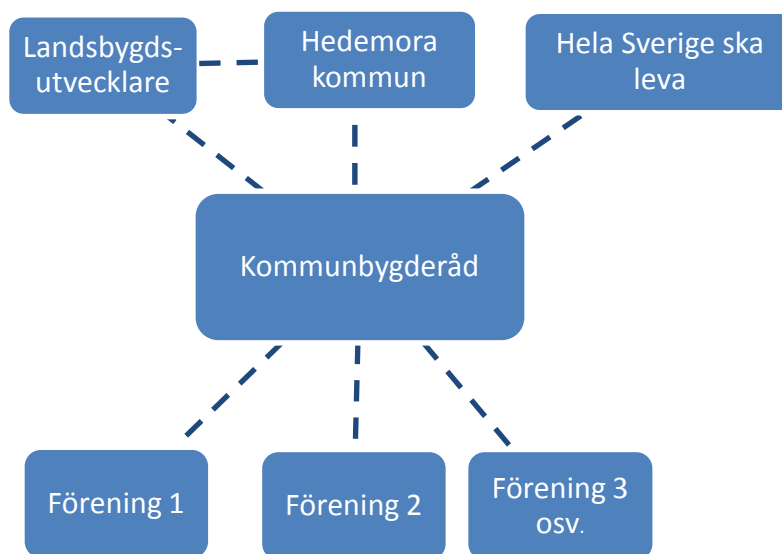 Landsbygds-
utvecklare
Hedemora
kommun
Hela Sverige ska
leva
Kommunbygderåd
Förening 1
Förening 2
Förening 3
osv.